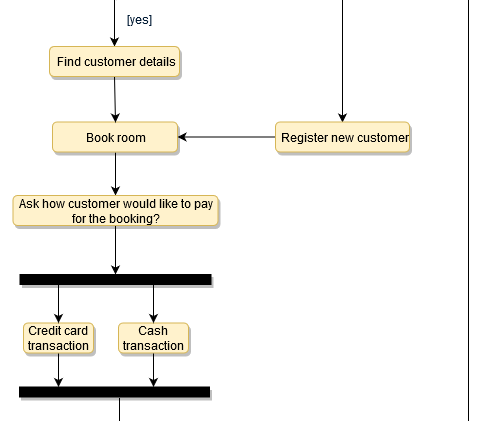 [yes]
Find customer details
Book room
Register new customer
Ask how customer would like to pay
for the booking?
Credit card
transaction
Cash
transaction